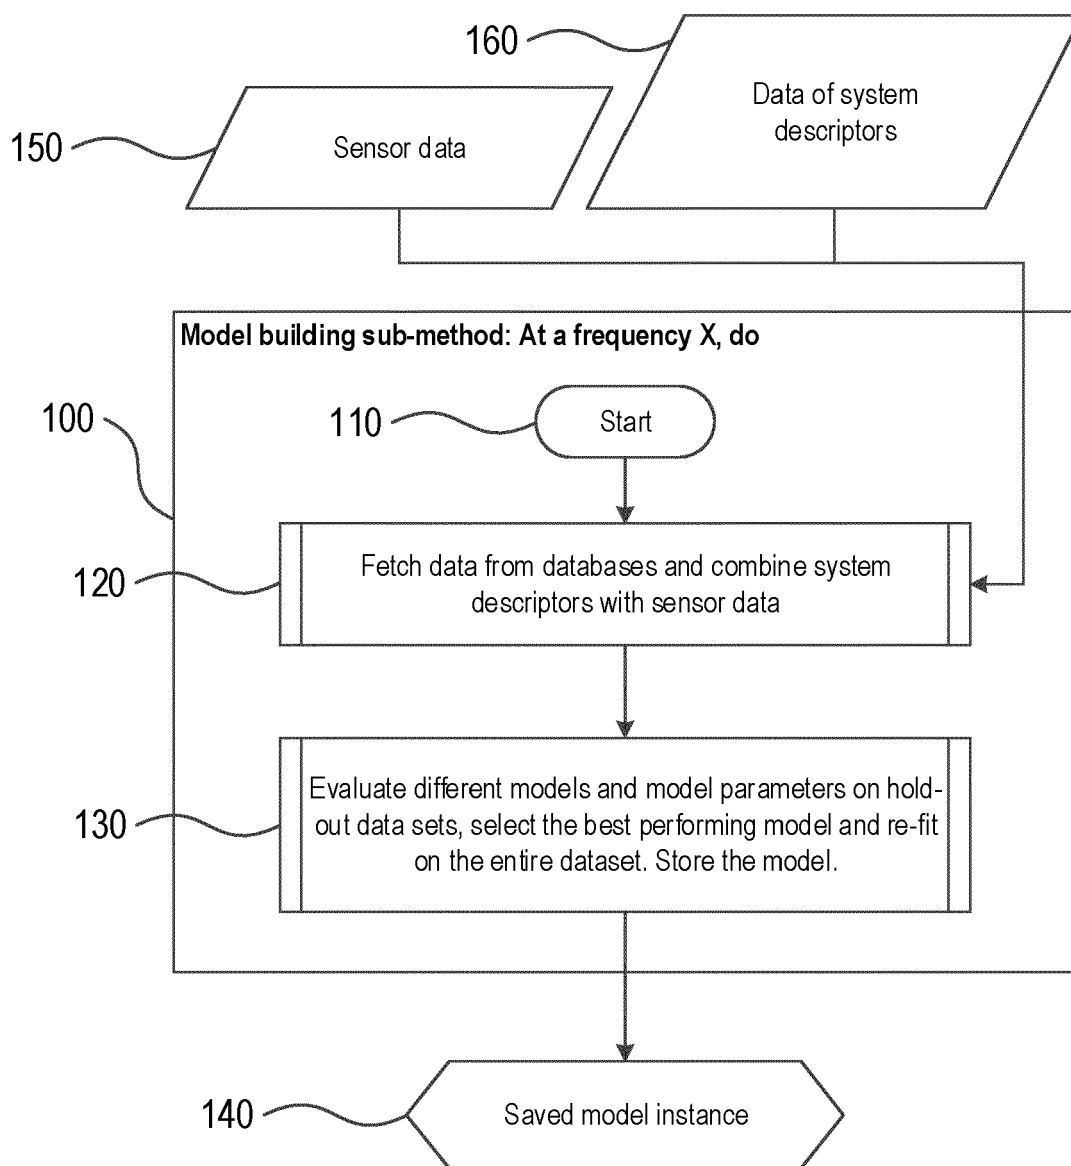 160
Data of system
descriptors
150
Sensor data
Model building sub-method: At a frequency X, do
100
110
Start
120
Fetch data from databases and combine system
descriptors with sensor data
130
Evaluate different models and model parameters on hold-
out data sets, select the best performing model and re-fit
on the entire dataset. Store the model.
140
Saved model instance